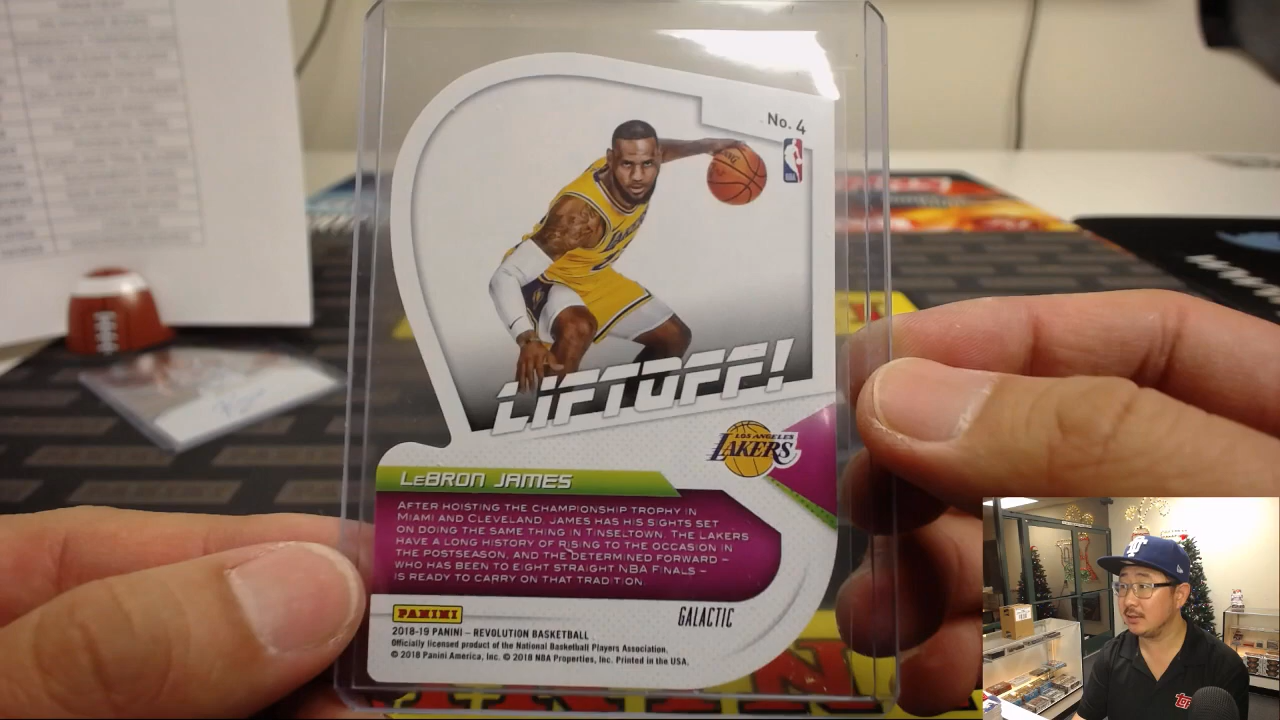 No. 4
NBA
LIFTOFF!
LOS ANGELES
LAKERS
LeBRON JAMES
AFTER HOISTING THE CHAMPIONSHIP TROPHY IN
MIAMI AND CLEVELAND, JAMES HAS HIS SIGHTS SET
ON DOING THE SAME THING IN TINSELTOWN. THE LAKERS
HAVE A LONG HISTORY OF RISING TO THE OCCASION IN
THE POSTSEASON, AND THE DETERMINED FORWARD –
WHO HAS BEEN TO EIGHT STRAIGHT NBA FINALS –
IS READY TO CARRY ON THAT TRADITION.
PANINI
GALACTIC
2018-19 PANINI – REVOLUTION BASKETBALL
Officially licensed product of the National Basketball Players Association.
© 2018 Panini America, Inc. © 2018 NBA Properties, Inc. Printed in the USA.